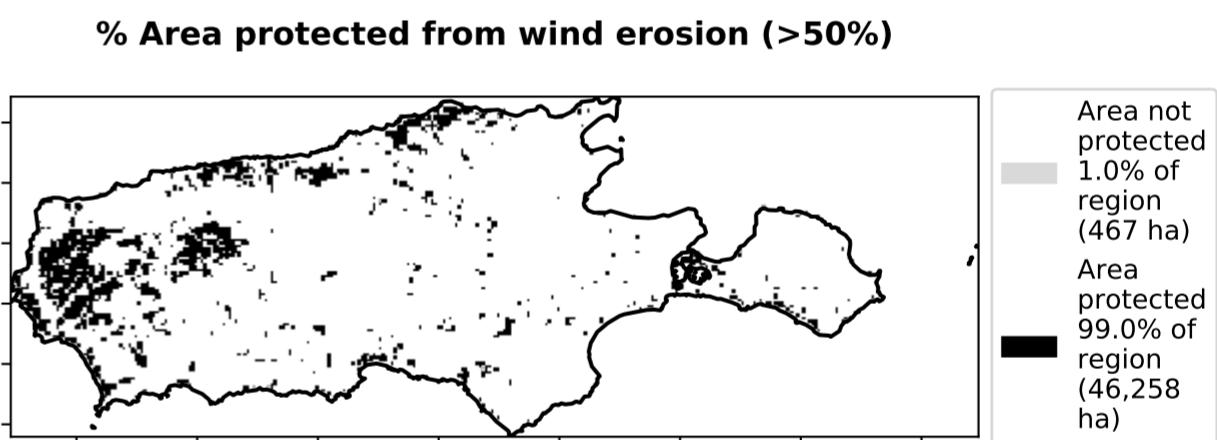 % Area protected from wind erosion (>50%)
Area not
protected
1.0% of
region
(467 ha)
Area
protected
99.0% of
region
(46,258
ha)